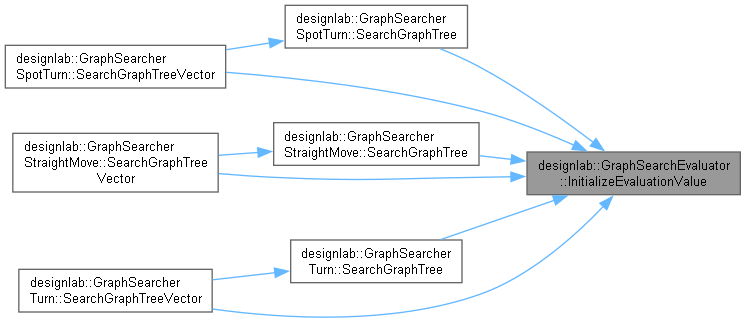 designlab::GraphSearcher
SpotTurn::SearchGraphTree
designlab::GraphSearcher
SpotTurn::SearchGraphTreeVector
designlab::GraphSearcher
StraightMove::SearchGraphTree
designlab::GraphSearcher
StraightMove::SearchGraphTree
Vector
designlab::GraphSearchEvaluator
::InitializeEvaluationValue
designlab::GraphSearcher
Turn::SearchGraphTree
designlab::GraphSearcher
Turn::SearchGraphTreeVector